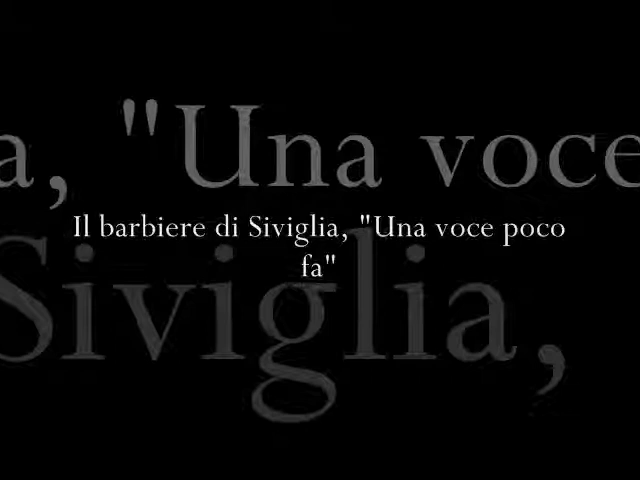 a, "Una voce
Il barbiere di Siviglia, "Una voce poco
fa"
Siviglia,